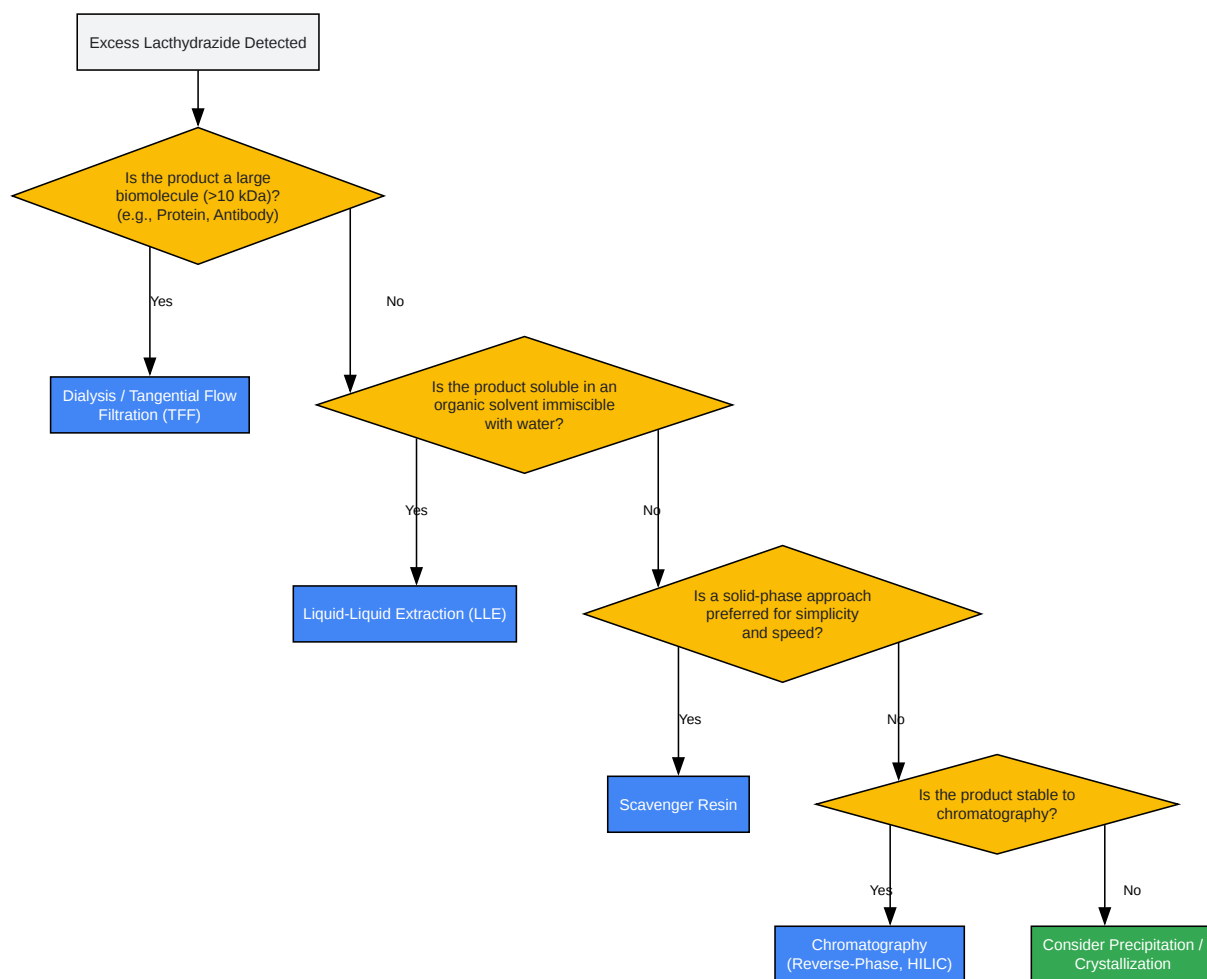 Excess Lacthydrazide Detected
Is the product a large
biomolecule (>10 kDa)?
(e.g., Protein, Antibody)
Yes
No
Dialysis / Tangential Flow
Filtration (TFF)
Is the product soluble in an
organic solvent immiscible
with water?
Yes
No
Liquid-Liquid Extraction (LLE)
Is a solid-phase approach
preferred for simplicity
and speed?
Yes
No
Scavenger Resin
Is the product stable to
chromatography?
Yes
No
Chromatography
(Reverse-Phase, HILIC)
Consider Precipitation /
Crystallization